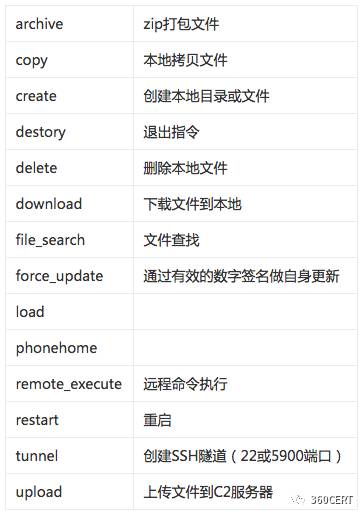 archive zip打包文件
copy 本地拷贝文件
create 创建本地目录或文件
destory 退出指令
delete 删除本地文件
download 下载文件到本地
file_search 文件查找
force_update 通过有效的数字签名做自身更新
load
phonehome
remote_execute 远程命令执行
restart 重启
tunnel 创建SSH隧道（22或5900端口）
upload 上传文件到C2服务器
360CERT